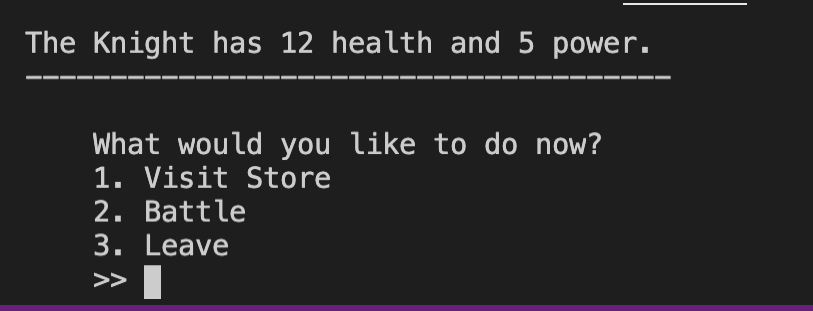 The Knight has 12 health and 5 power.
--------------------------------------
What would you like to do now?
1. Visit Store
2. Battle
3. Leave
>>